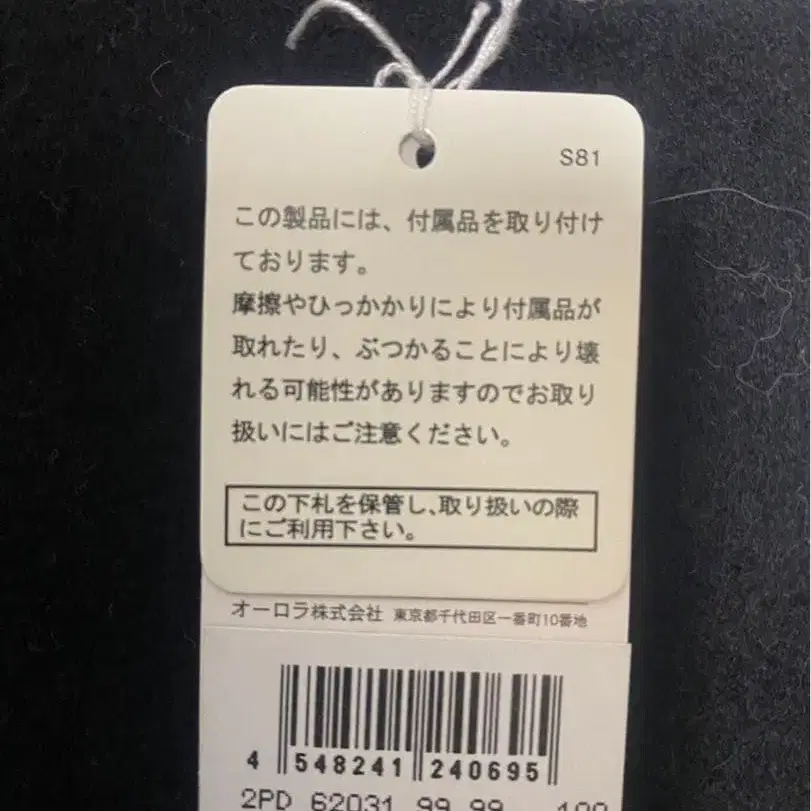 S81
この製品には、付属品を取り付け
ております。
摩擦やひっかかりにより付属品が
取れたり、ぶつかることにより壊
れる可能性がありますのでお取り
扱いにはご注意ください。
この下札を保管し、取り扱いの際
にご利用下さい。
オーロラ株式会社 東京都千代田区一番町10番地
4 548241 240695
2PD 62031 99 99 100